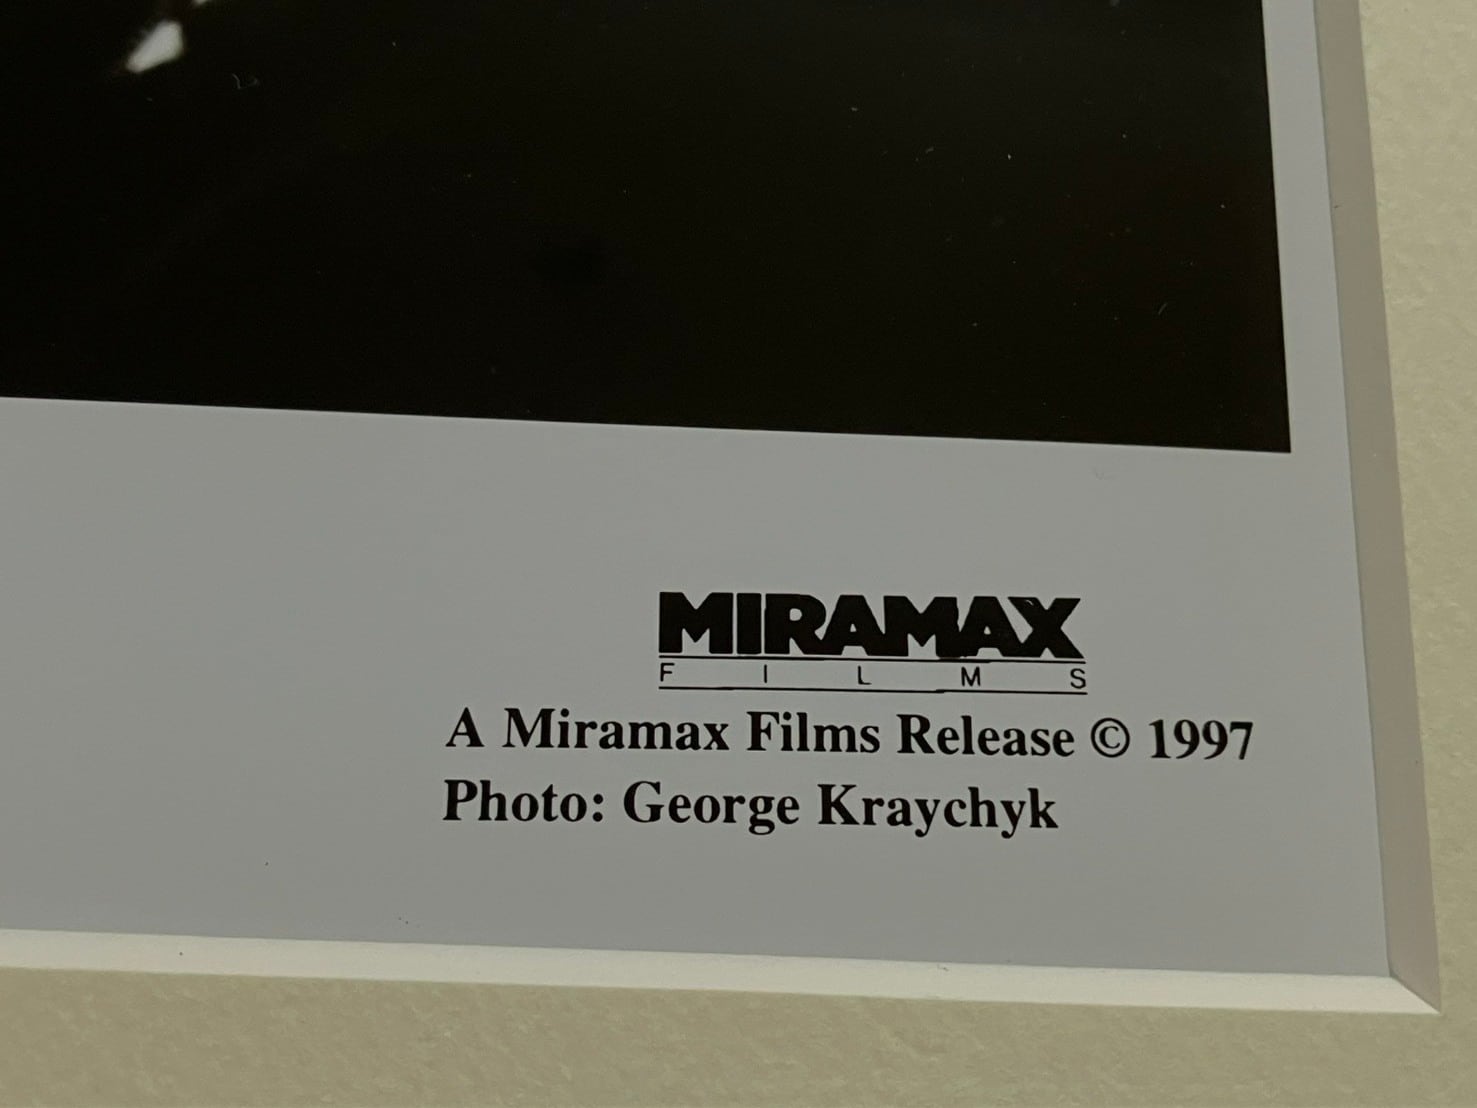 MIRAMAX
FILMS
A Miramax Films Release © 1997
Photo: George Kraychyk